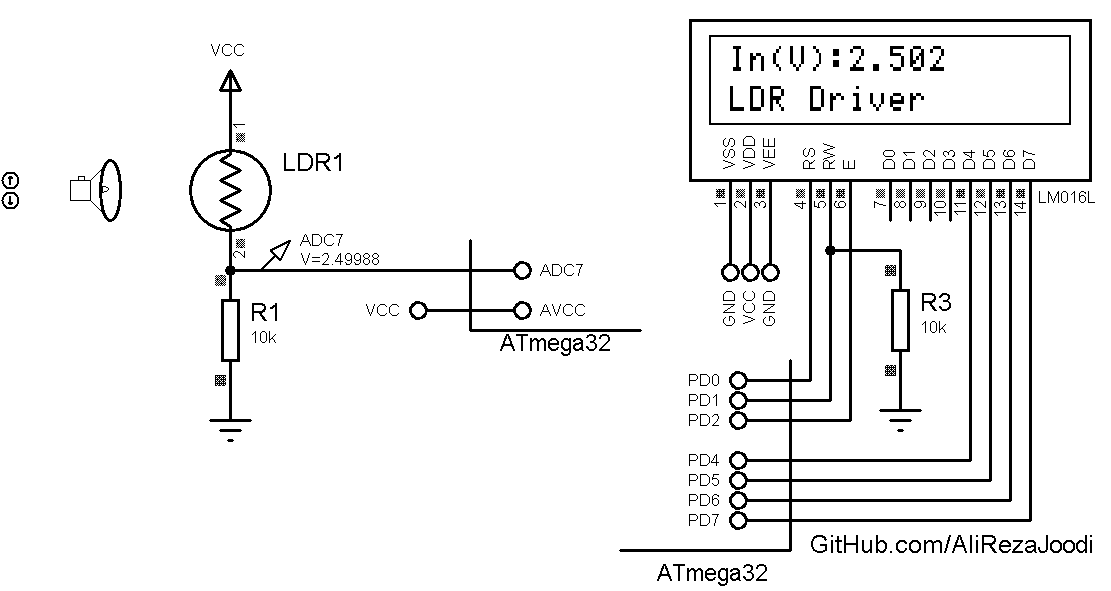 VCC
1
LDR1
2
ADC7
V=2.49988
ADC7
R1
10k
VCC
AVCC
ATmega32
In(V):2.502
LDR Driver
VSS
VDD
VEE
RS
RW
E
D0
D1
D2
D3
D4
D5
D6
D7
1
2
3
4
5
6
7
8
9
10
11
12
13
14
LM016L
GND
VCC
GND
R3
10k
PD0
PD1
PD2
PD4
PD5
PD6
PD7
GitHub.com/AliRezaJoodi
ATmega32